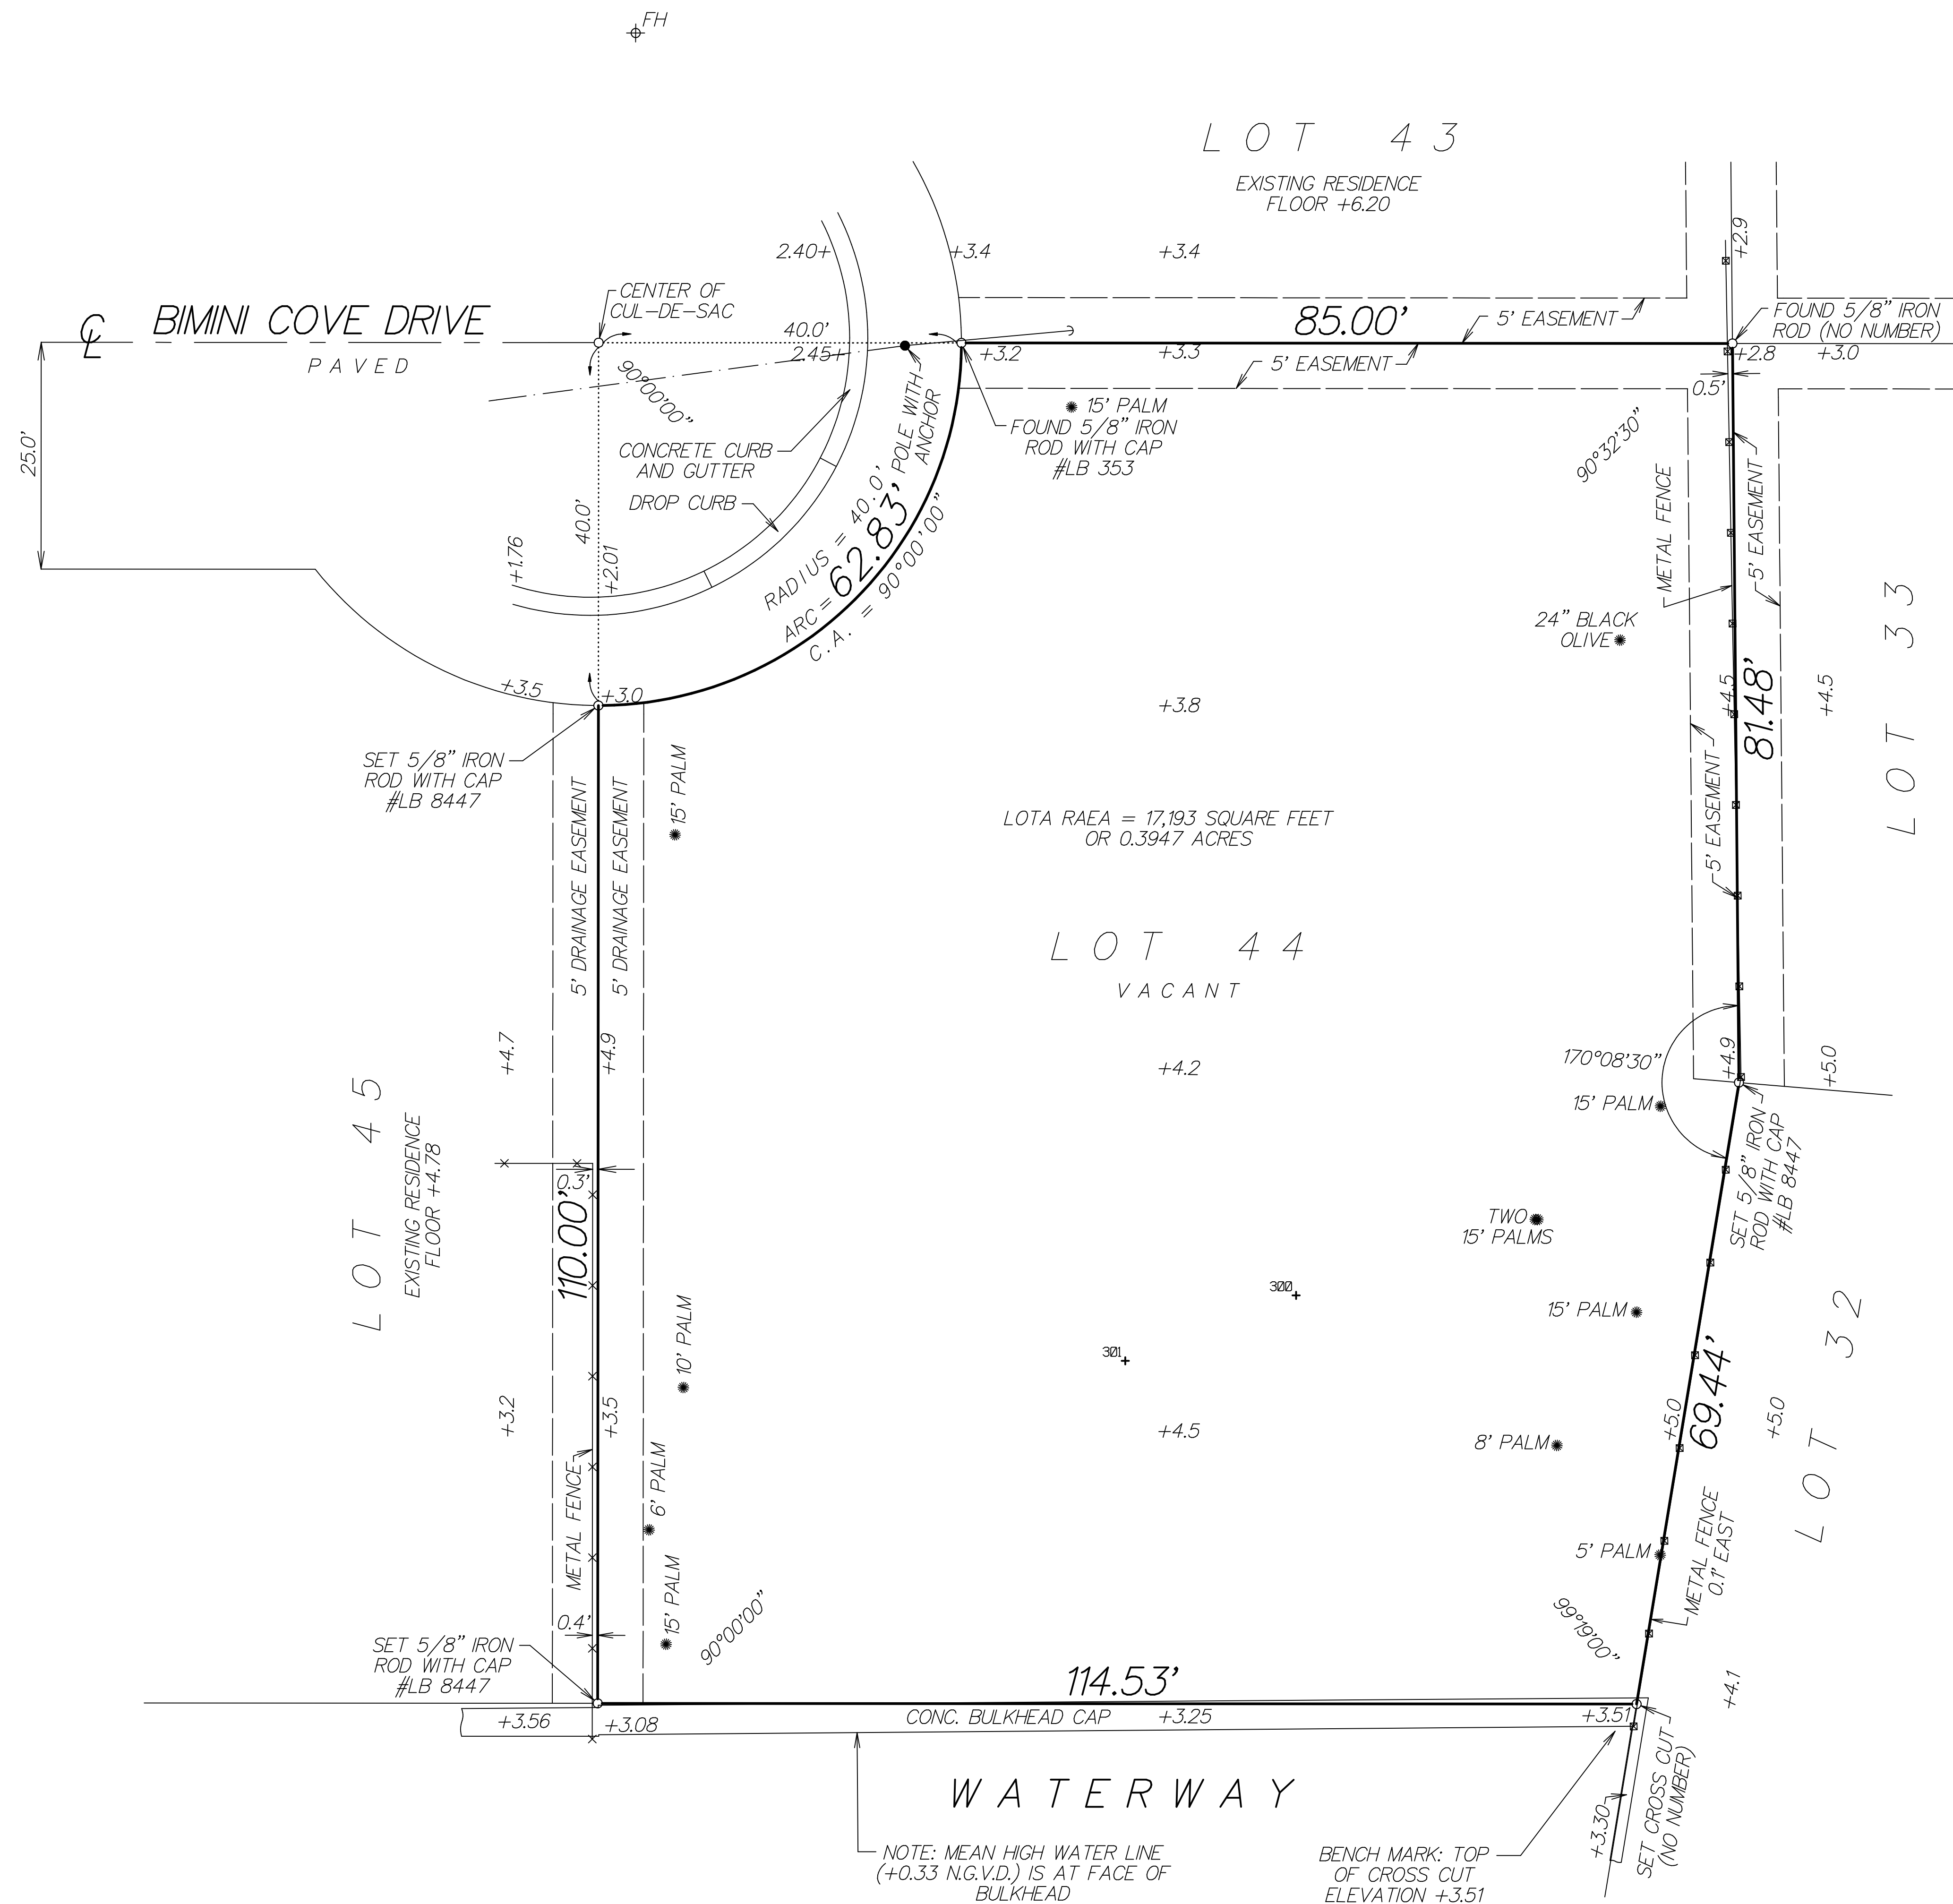 FH
LOT 43
EXISTING RESIDENCE
FLOOR +6.20
2.40+
+3.4
+3.4
+2.9
CENTER OF
CUL-DE-SAC
℄ BIMINI COVE DRIVE
PAVED
40.0'
2.45+
+3.2
85.00'
+3.3
5' EASEMENT
5' EASEMENT
FOUND 5/8" IRON
ROD (NO NUMBER)
+2.8
+3.0
0.5'
25.0'
90°00'00"
15' PALM
FOUND 5/8" IRON
ROD WITH CAP
#LB 353
POLE WITH
ANCHOR
CONCRETE CURB
AND GUTTER
DROP CURB
40.0'
+1.76
+2.01
RADIUS = 40.0'
ARC = 62.83'
C.A. = 90°00'00"
90°32'30"
METAL FENCE
5' EASEMENT
24" BLACK
OLIVE
LOT 33
+3.5
+3.0
+3.8
+4.5
81.48'
+4.5
SET 5/8" IRON
ROD WITH CAP
#LB 8447
15' PALM
5' DRAINAGE EASEMENT
5' DRAINAGE EASEMENT
5' EASEMENT
LOTA RAEA = 17,193 SQUARE FEET
OR 0.3947 ACRES
LOT 44
VACANT
+4.7
+4.9
+4.2
170°08'30"
+4.9
+5.0
15' PALM
SET 5/8" IRON
ROD WITH CAP
#LB 8447
LOT 45
EXISTING RESIDENCE
FLOOR +4.78
0.3'
110.00'
TWO
15' PALMS
300
15' PALM
301
LOT 32
10' PALM
69.44'
+3.2
+3.5
+4.5
8' PALM
+5.0
+5.0
METAL FENCE
6' PALM
METAL FENCE
0.1' EAST
5' PALM
15' PALM
0.4'
90°00'00"
99°19'00"
SET 5/8" IRON
ROD WITH CAP
#LB 8447
114.53'
+4.1
+3.56
+3.08
CONC. BULKHEAD CAP
+3.25
+3.51
SET CROSS CUT
(NO NUMBER)
WATERWAY
+3.30
NOTE: MEAN HIGH WATER LINE
(+0.33 N.G.V.D.) IS AT FACE OF
BULKHEAD
BENCH MARK: TOP
OF CROSS CUT
ELEVATION +3.51